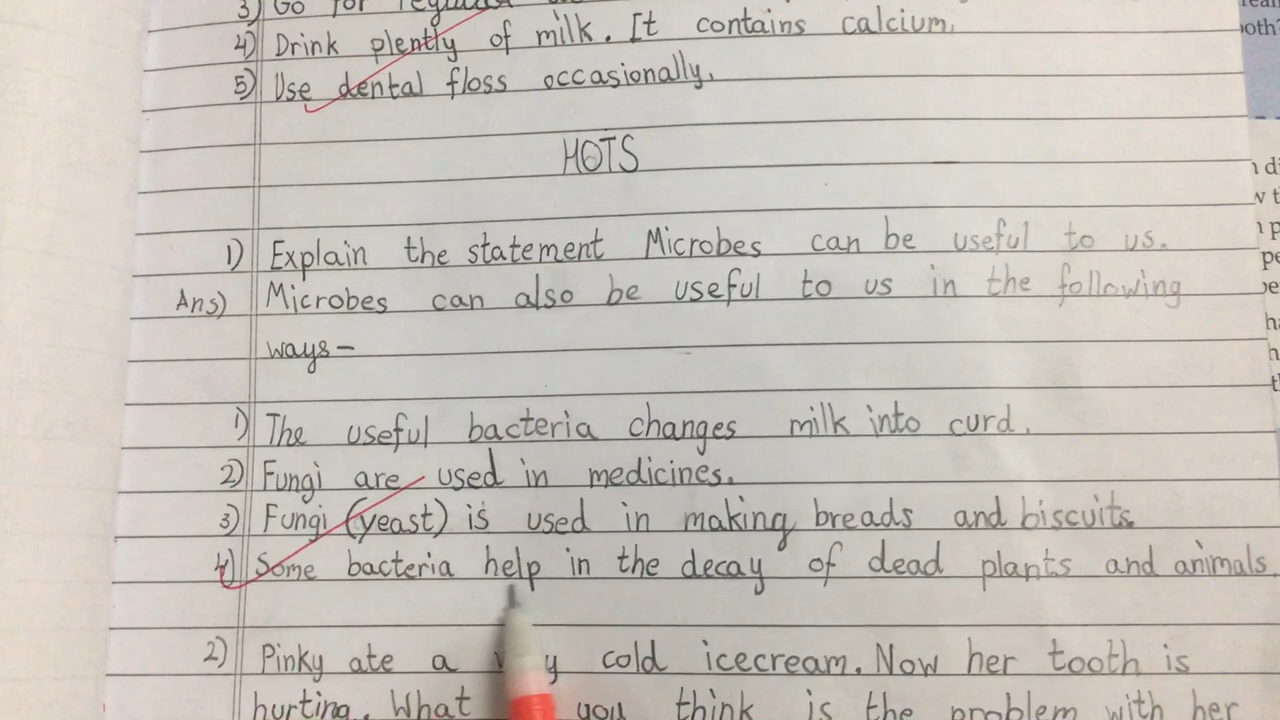 3) Go for regular
4) Drink plently of milk. It contains calcium.
5) Use dental floss occasionally.
HOTS
1) Explain the statement Microbes can be useful to us.
Ans) Microbes can also be useful to us in the following
ways-
1) The useful bacteria changes milk into curd.
2) Fungi are used in medicines.
3) Fungi (yeast) is used in making breads and biscuits.
4) Some bacteria help in the decay of dead plants and animals.
2) Pinky ate a cold icecream. Now her tooth is
hurting. What you think is the problem with her